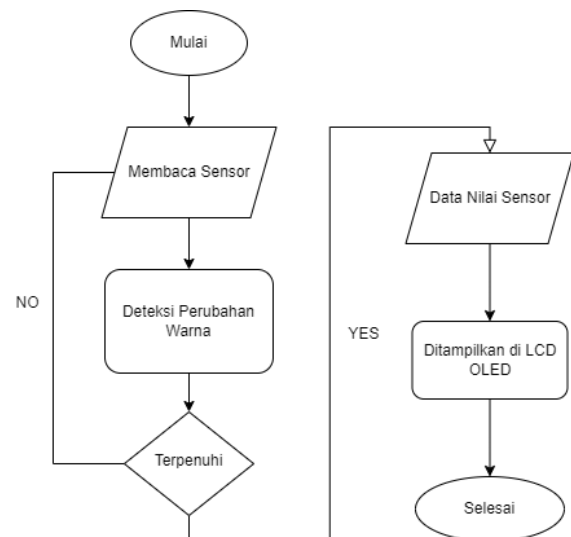 Mulai
Membaca Sensor
NO
Deteksi Perubahan
Warna
Terpenuhi
YES
Data Nilai Sensor
Ditampilkan di LCD
OLED
Selesai